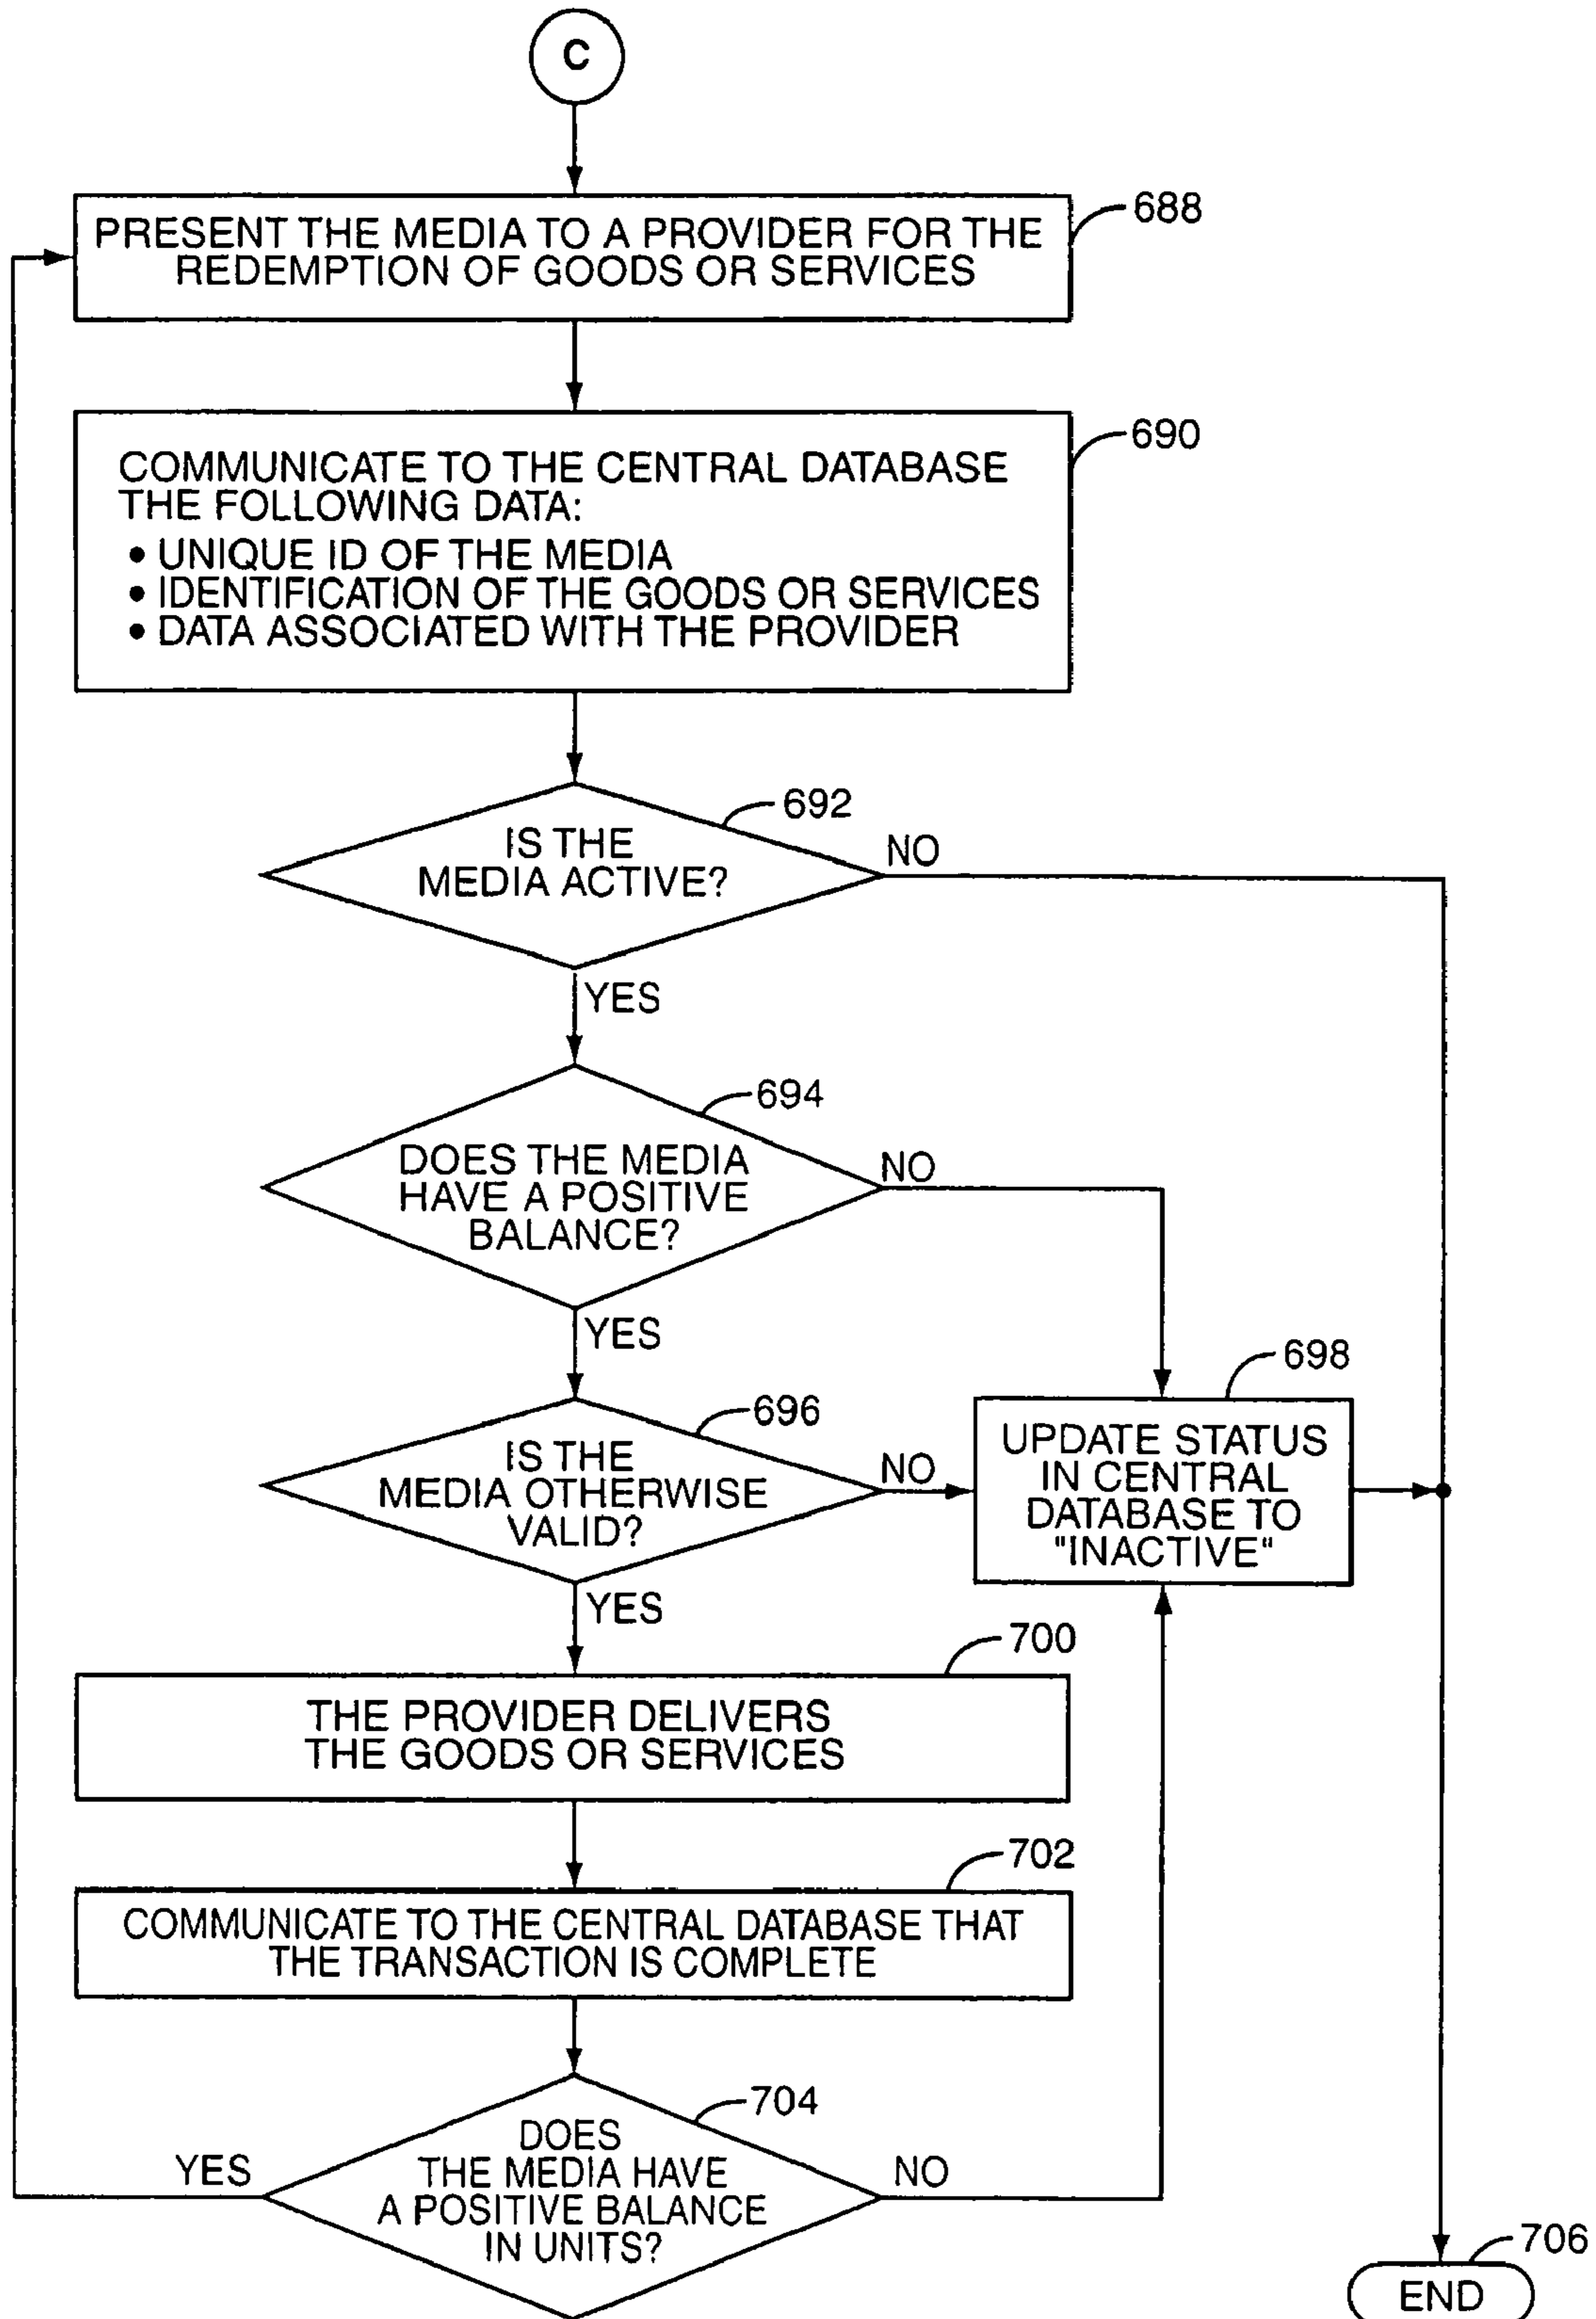 C
PRESENT THE MEDIA TO A PROVIDER FOR THE
REDEMPTION OF GOODS OR SERVICES
688
COMMUNICATE TO THE CENTRAL DATABASE
THE FOLLOWING DATA:
• UNIQUE ID OF THE MEDIA
• IDENTIFICATION OF THE GOODS OR SERVICES
• DATA ASSOCIATED WITH THE PROVIDER
690
692
IS THE
MEDIA ACTIVE?
NO
YES
694
DOES THE MEDIA
HAVE A POSITIVE
BALANCE?
NO
YES
696
IS THE
MEDIA OTHERWISE
VALID?
NO
698
UPDATE STATUS
IN CENTRAL
DATABASE TO
"INACTIVE"
YES
700
THE PROVIDER DELIVERS
THE GOODS OR SERVICES
702
COMMUNICATE TO THE CENTRAL DATABASE THAT
THE TRANSACTION IS COMPLETE
704
DOES
THE MEDIA HAVE
A POSITIVE BALANCE
IN UNITS?
YES
NO
706
END